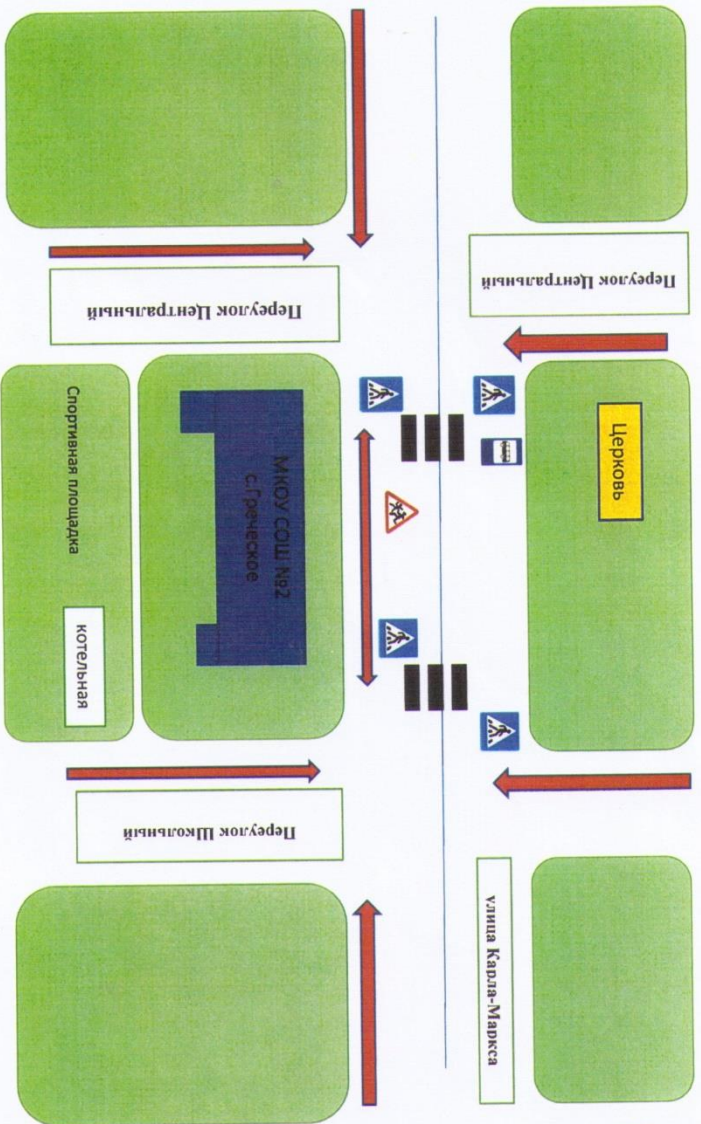 Переулок Центральный
Переулок Центральный
Церковь
МКОУ СОШ №2
с.Греческое
Спортивная площадка
котельная
Переулок Школьный
улица Карла-Маркса